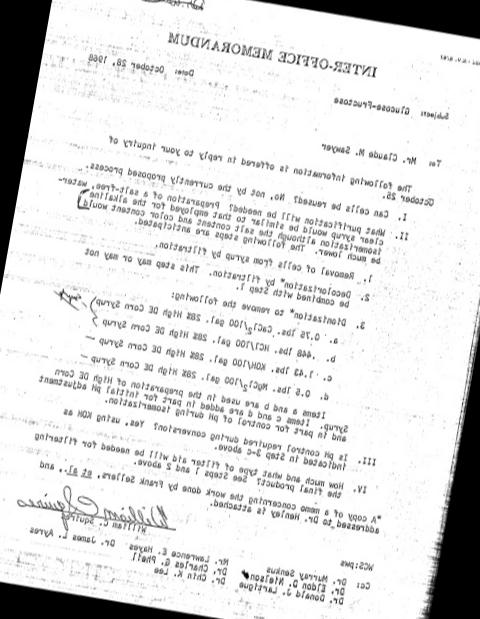 INTER-OFFICE MEMORANDUM
Date: October 28, 1968
Subject: Glucose-Fructose
To: Mr. Claude M. Sawyer
The following information is offered in reply to your inquiry of
October 25.
I. Can cells be reused? No, not by the currently proposed process.
II. What purification will be needed? Preparation of a salt-free, water-
clear syrup would be similar to that employed for the alkaline
isomerization although the salt content and color content would
be much lower. The following steps are anticipated.
1. Removal of cells from syrup by filtration.
2. Decolorization* by filtration. This step may or may not
be combined with Step 1.
3. Dionization* to remove the following:
a. 0.75 lbs. CaCl2/100 gal. 28% High DE Corn Syrup
b. .448 lbs. HCl/100 gal. 28% High DE Corn Syrup
c. 1.43 lbs. KOH/100 gal. 28% High DE Corn Syrup
d. 0.5 lbs. MgCl2/100 gal. 28% High DE Corn Syrup
Items a and b are used in the preparation of High DE Corn
Syrup. Items c and d are added in part for initial pH adjustment
and in part for control of pH during isomerization.
III. Is pH control required during conversion? Yes, using KOH as
indicated in Step 3-c above.
IV. How much and what type of filter aid will be needed for filtering
the final product? See Steps 1 and 2 above.
*A copy of a memo concerning the work done by Frank Sellers, et al., and
addressed to Dr. Henley is attached.
William C. Squires
William C. Squires
WCS:pws
Cc: Dr. Murray Senkus Mr. Lawrence E. Hayes Dr. James L. Ayres
Dr. Eldon D. Nielson Dr. Charles G. Pheil
Dr. Donald J. Lartigue Dr. Chin K. Lee